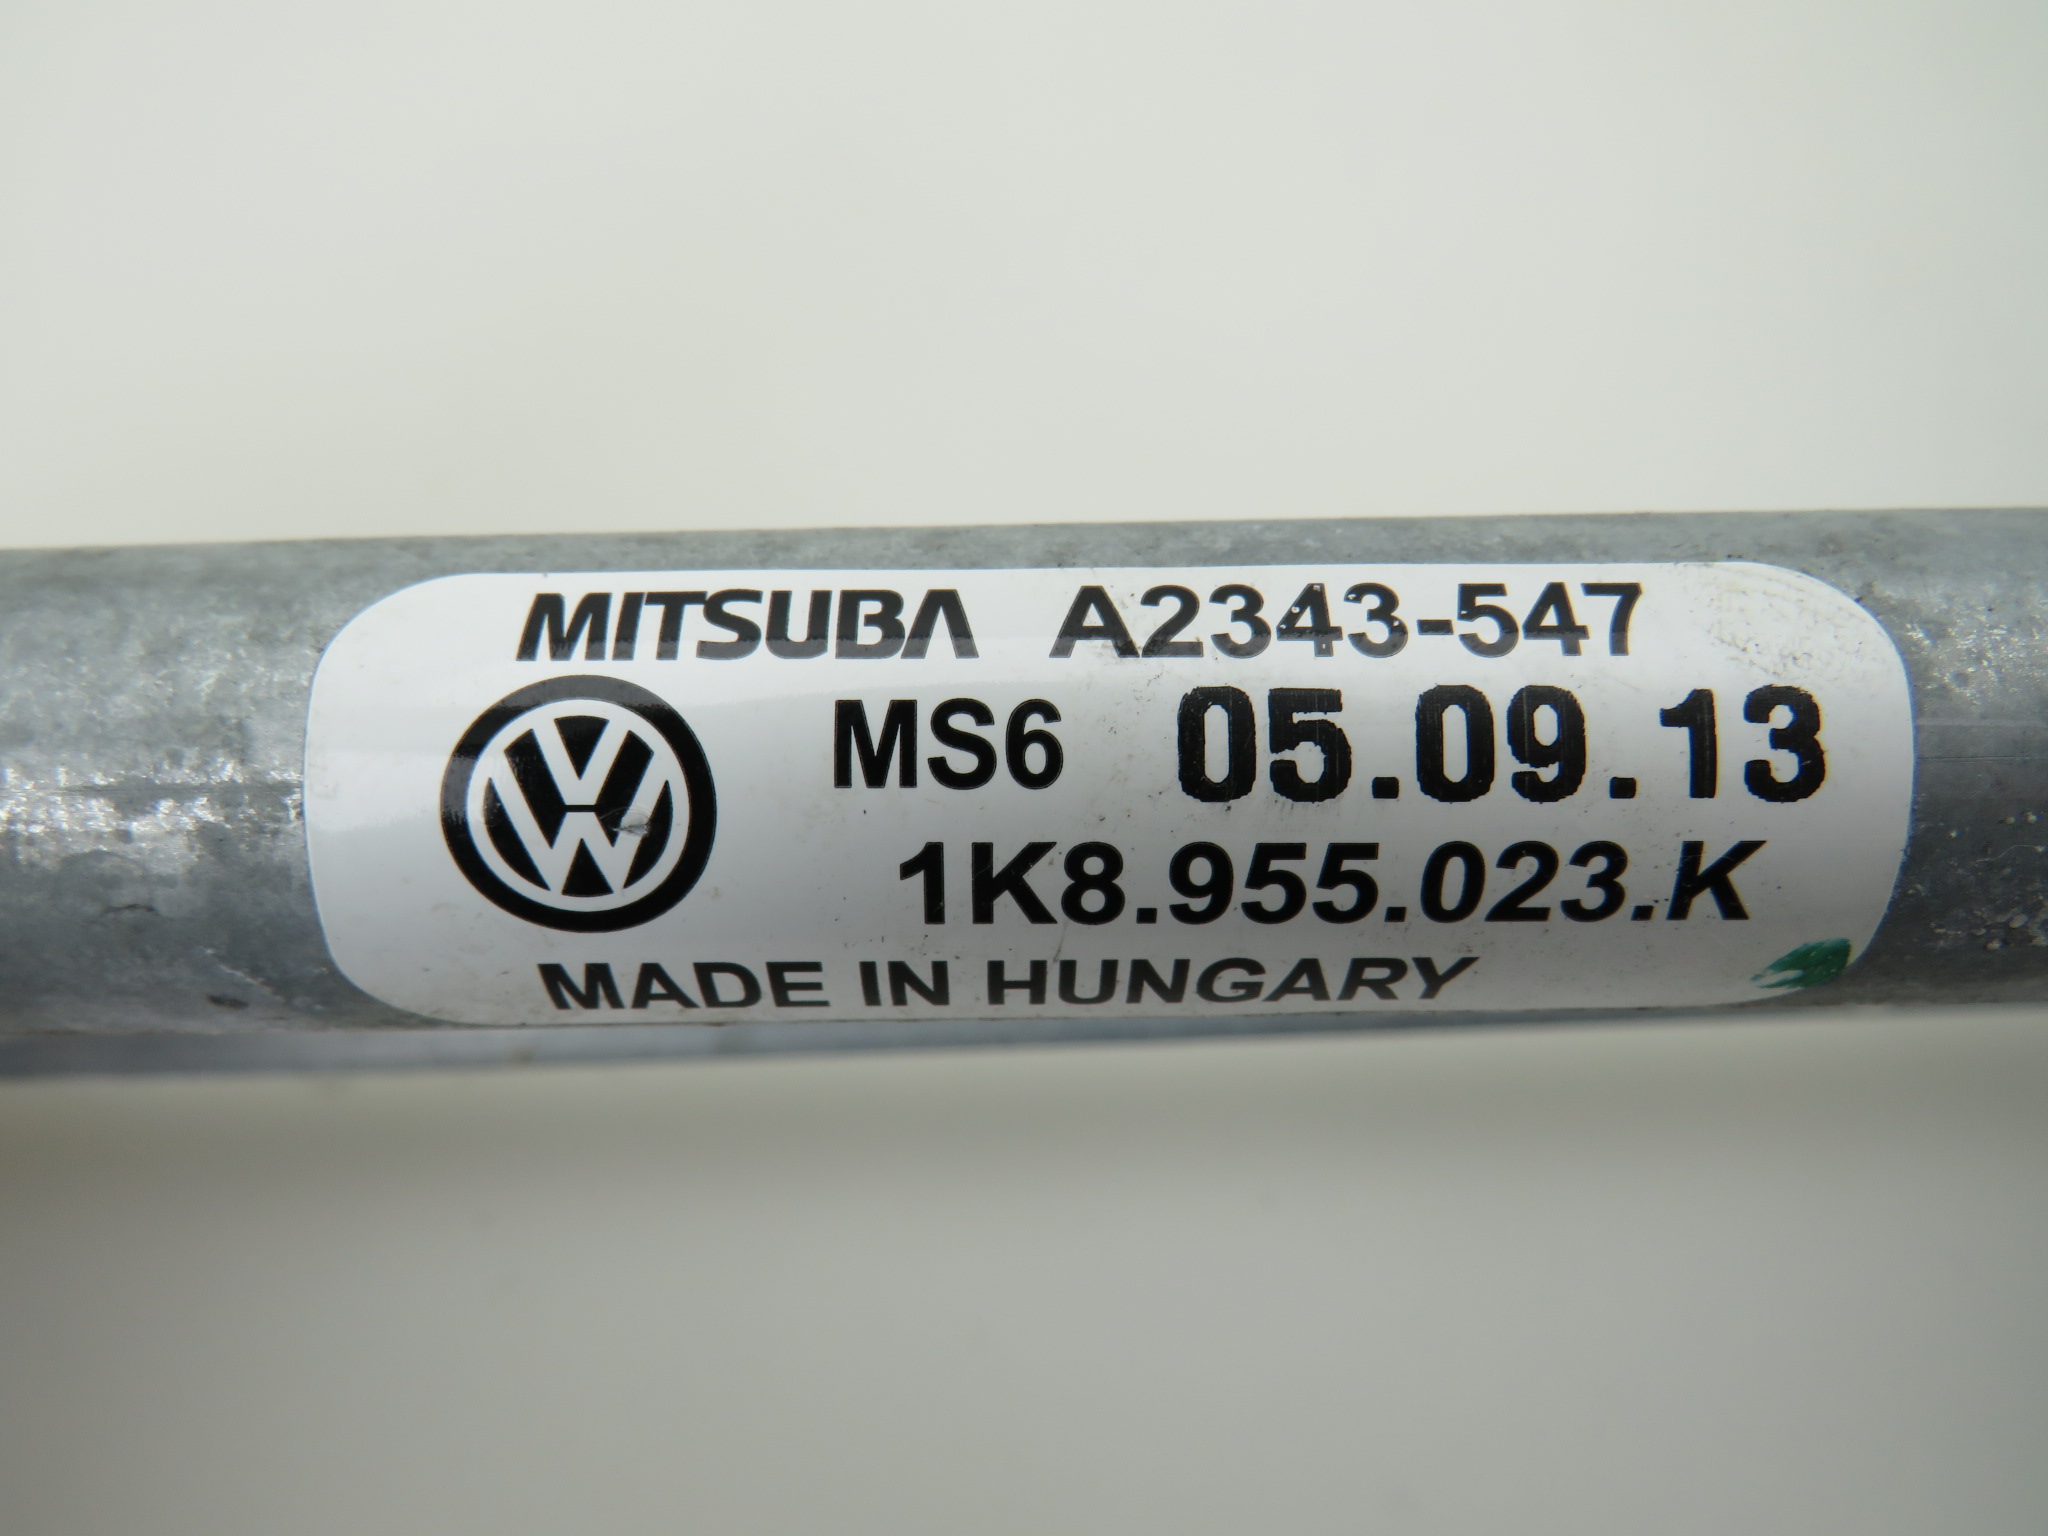 MITSUBA A2343-547
MS6 05.09.13
1K8.955.023.K
MADE IN HUNGARY